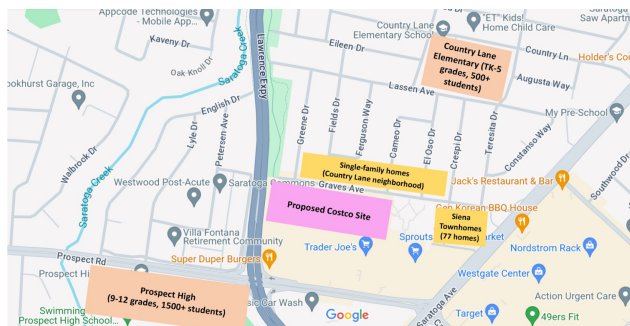 Appcode Technologies
- Mobile App...
Kaveny Dr
Saratoga Creek
Oak Knoll Dr
Lawrence Expy
Country Lane
Elementary School
"ET" Kids
Home Child Care
Saratoga
Saw Apartm
Eileen Dr
Country Lane
Elementary (TK-5
grades, 500+
students)
Country Ln
Holder's Cou
Augusta Way
Lassen Ave
ookhurst Garage, Inc
English Dr
Lyle Dr
Petersen Ave
Walbrook Dr
Saratoga Creek
Greene Dr
Fields Dr
Ferguson Way
Cameo Dr
El Oso Dr
Crespi Dr
Teresita Dr
Constanso Way
My Pre-School
Southwood Dr
Single-family homes
(Country Lane neighborhood)
Westwood Post-Acute
Saratoga Commons
Graves Ave
Jack's Restaurant & Bar
Proposed Costco Site
Gen Korean BBQ House
Siena
Townhomes
(77 homes)
Villa Fontana
Retirement Community
Trader Joe's
Sprouts
Market
Nordstrom Rack
Prospect Rd
Super Duper Burgers
Westgate Center
Prospect Hi
Prospect High
(9-12 grades, 1500+ students)
sic Car Wash
Saratoga Ave
Action Urgent Care
Target
Swimming
Prospect High School...
Google
49ers Fit